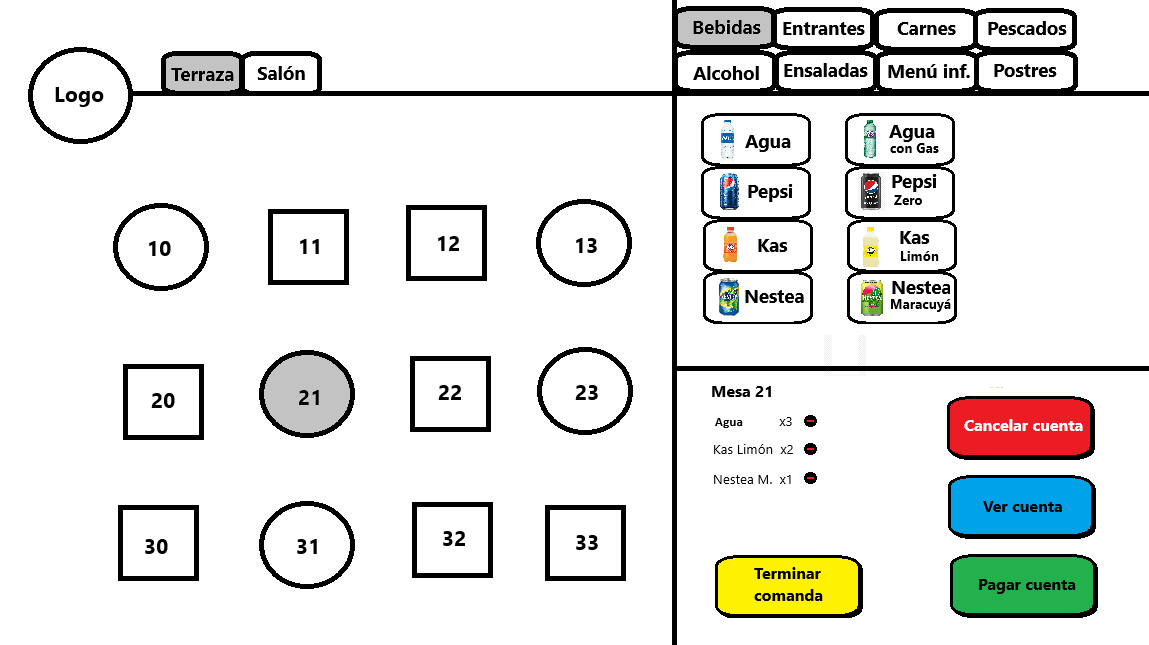 Logo
Terraza
Salón
10
11
12
13
20
21
22
23
30
31
32
33
Bebidas
Entrantes
Carnes
Pescados
Alcohol
Ensaladas
Menú inf.
Postres
Agua
Agua
con Gas
Pepsi
Pepsi
Zero
Kas
Kas
Limón
Nestea
Nestea
Maracuyá
Mesa 21
Agua x3
Kas Limón x2
Nestea M. x1
Cancelar cuenta
Ver cuenta
Terminar
comanda
Pagar cuenta